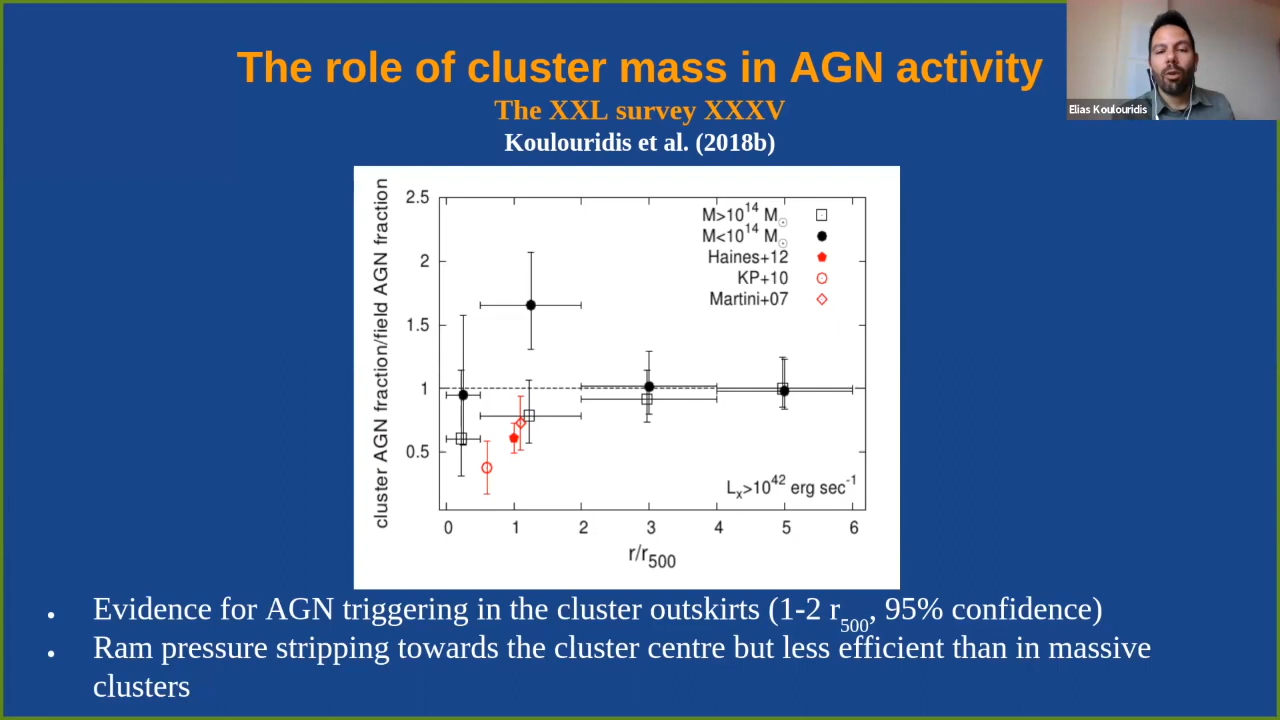 The role of cluster mass in AGN activity
The XXL survey XXXV
Koulouridis et al. (2018b)
Elias Koulouridis
cluster AGN fraction/field AGN fraction
2.5
2
1.5
1
0.5
M>10^14 M⊙
M<10^14 M⊙
Haines+12
KP+10
Martini+07
Lx>10^42 erg sec^-1
0 1 2 3 4 5 6
r/r500
• Evidence for AGN triggering in the cluster outskirts (1-2 r500, 95% confidence)
• Ram pressure stripping towards the cluster centre but less efficient than in massive
clusters